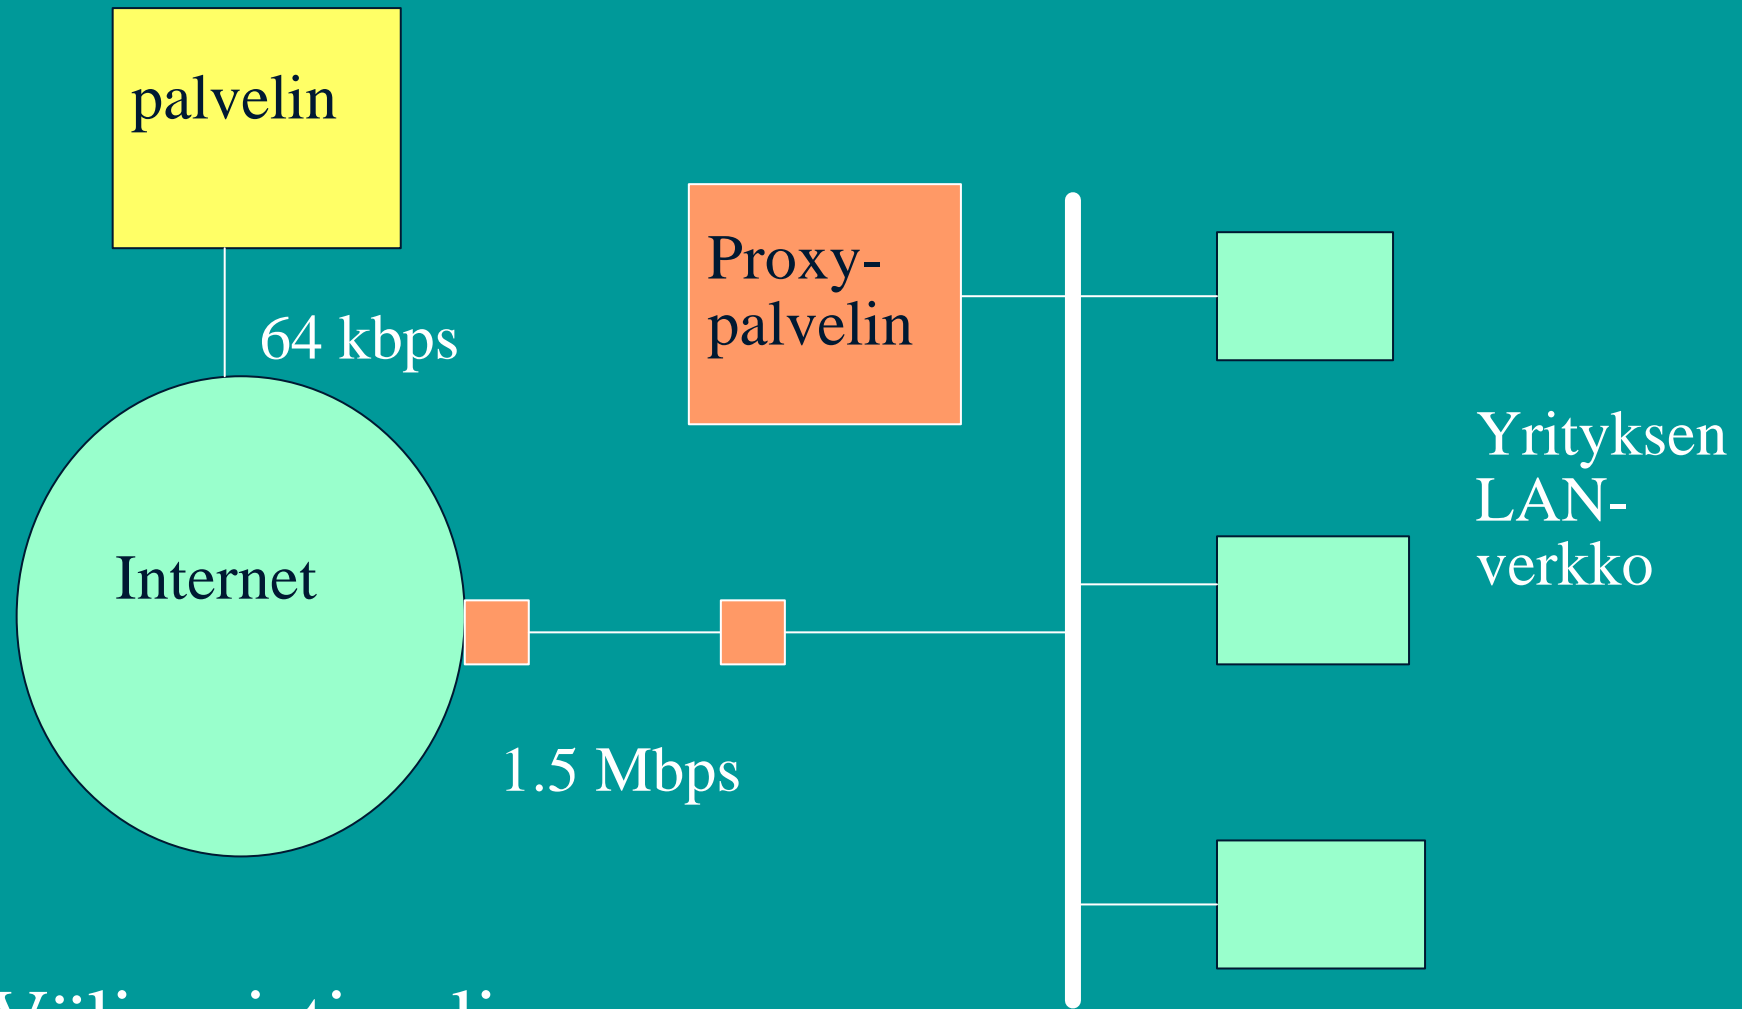 palvelin
64 kbps
Proxy-
palvelin
Yrityksen
LAN-
verkko
Internet
1.5 Mbps